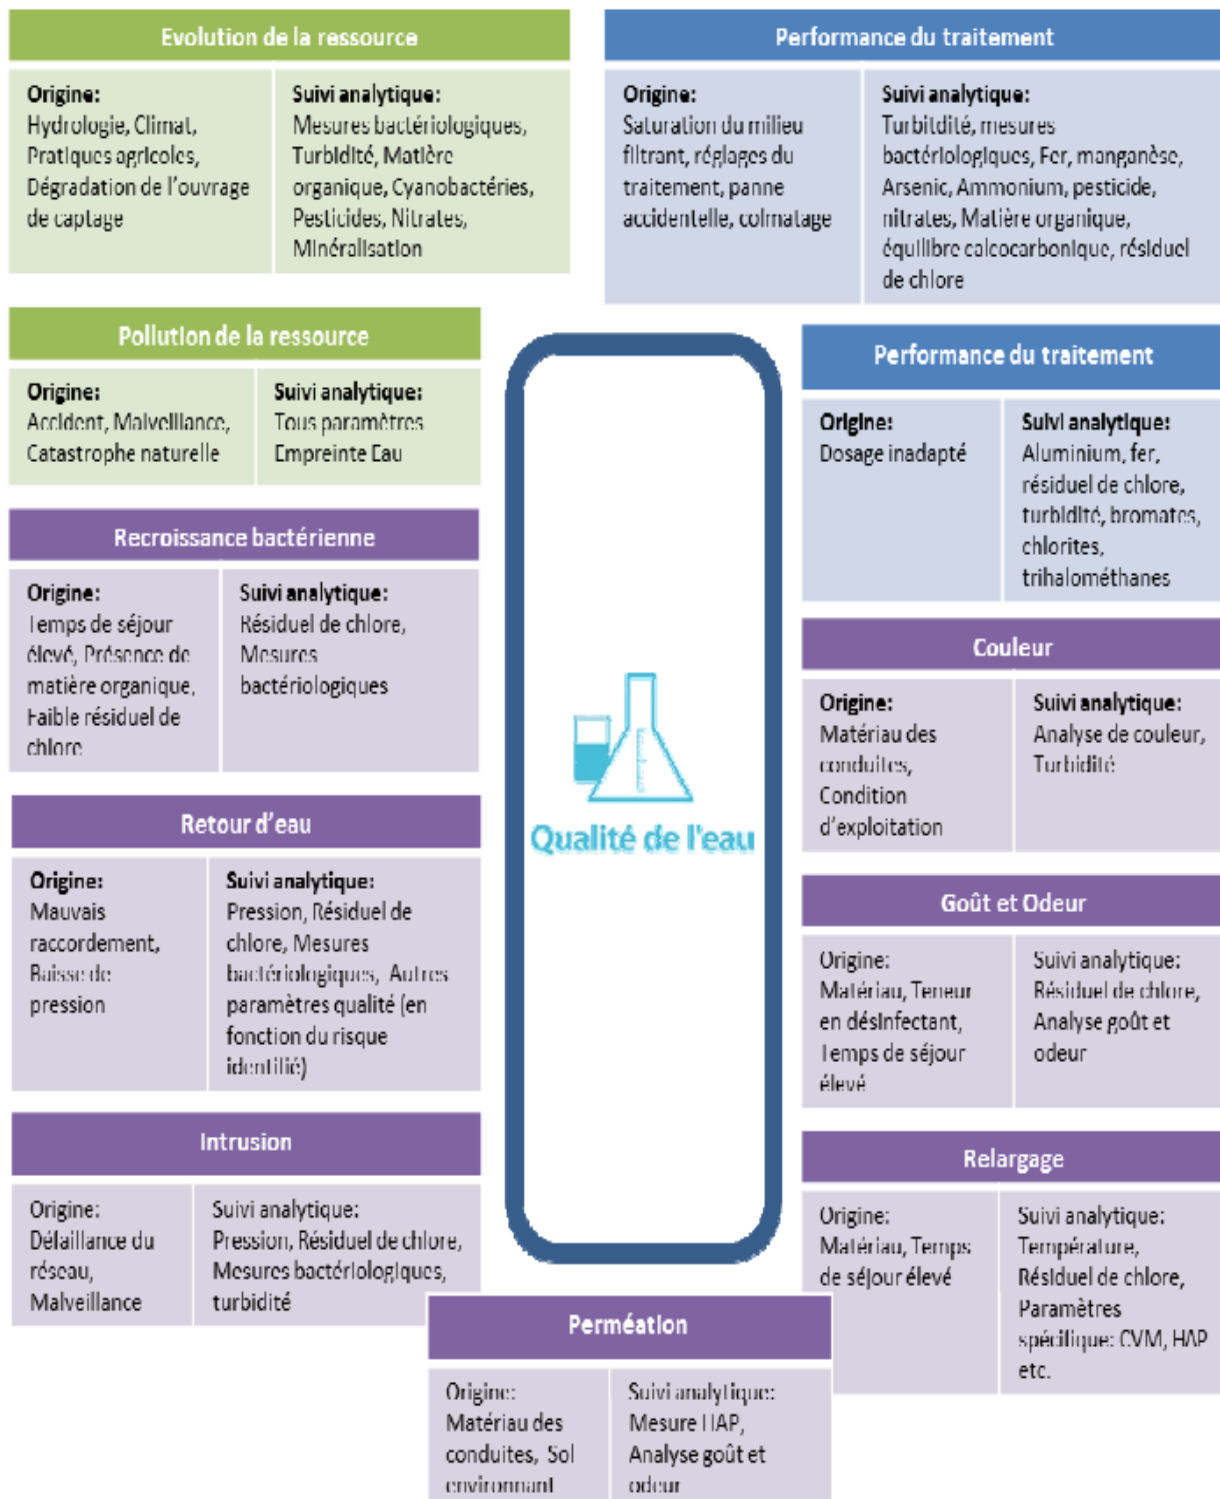 Evolution de la ressource
Origine:
Hydrologie, Climat,
Pratiques agricoles,
Dégradation de l'ouvrage
de captage
Suivi analytique:
Mesures bactériologiques,
Turbidité, Matière
organique, Cyanobactéries,
Pesticides, Nitrates,
Minéralisation
Performance du traitement
Origine:
Saturation du milieu
filtrant, réglages du
traitement, panne
accidentelle, colmatage
Suivi analytique:
Turbitdité, mesures
bactériologiques, Fer, manganèse,
Arsenic, Ammonium, pesticide,
nitrates, Matière organique,
équilibre calcocarbonique, résiduel
de chlore
Pollution de la ressource
Origine:
Accident, Malveillance,
Catastrophe naturelle
Suivi analytique:
Tous paramètres
Empreinte Eau
Performance du traitement
Origine:
Dosage inadapté
Suivi analytique:
Aluminium, fer,
résiduel de chlore,
turbidité, bromates,
chlorites,
trihalométhanes
Recroissance bactérienne
Origine:
Temps de séjour
élevé, Présence de
matière organique,
Faible résiduel de
chlore
Suivi analytique:
Résiduel de chlore,
Mesures
bactériologiques
Couleur
Origine:
Matériau des
conduites,
Condition
d'exploitation
Suivi analytique:
Analyse de couleur,
Turbidité
Qualité de l'eau
Retour d'eau
Origine:
Mauvais
raccordement,
Baisse de
pression
Suivi analytique:
Pression, Résiduel de
chlore, Mesures
bactériologiques, Autres
paramètres qualité (en
fonction du risque
identifié)
Goût et Odeur
Origine:
Matériau, Teneur
en désinfectant,
Temps de séjour
élevé
Suivi analytique:
Résiduel de chlore,
Analyse goût et
odeur
Intrusion
Origine:
Défaillance du
réseau,
Malveillance
Suivi analytique:
Pression, Résiduel de chlore,
Mesures bactériologiques,
turbidité
Relargage
Origine:
Matériau, Temps
de séjour élevé
Suivi analytique:
Température,
Résiduel de chlore,
Paramètres
spécifique: CVM, HAP
etc.
Perméation
Origine:
Matériau des
conduites, Sol
environnant
Suivi analytique:
Mesure HAP,
Analyse goût et
odeur